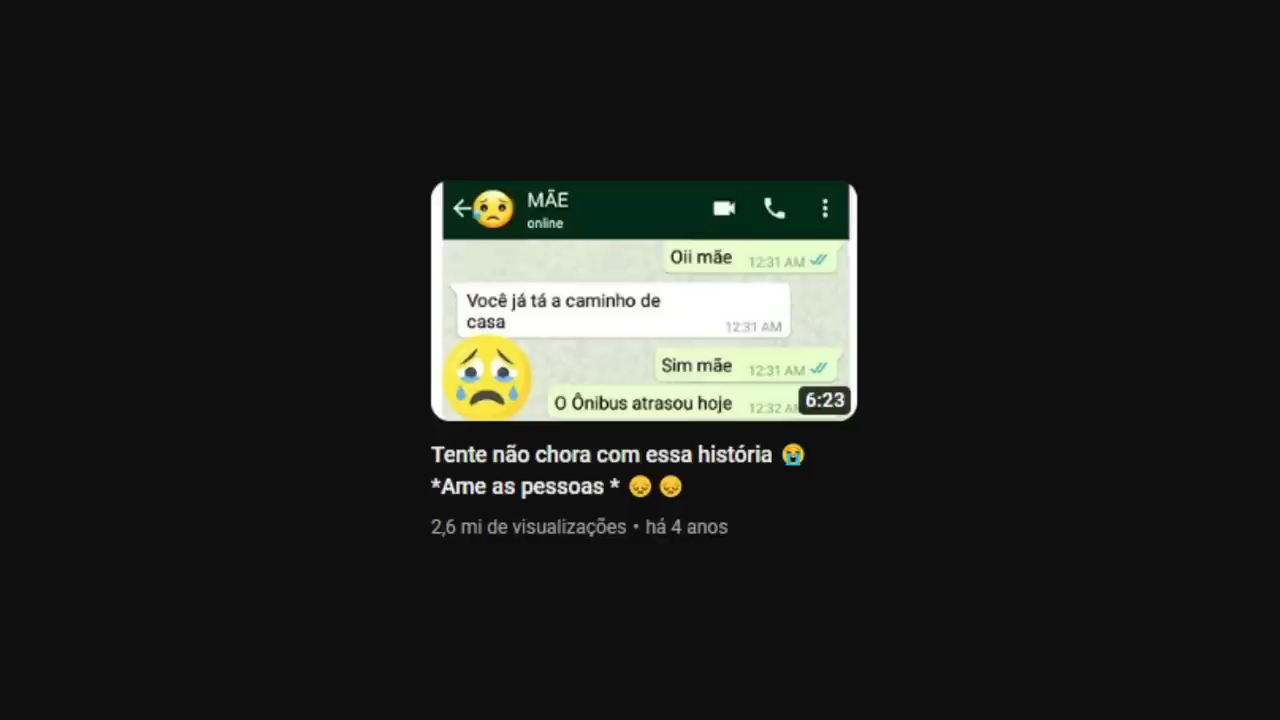 MÃE
online
Oii mãe 12:31 AM
Você já tá a caminho de
casa 12:31 AM
Sim mãe 12:31 AM
O Ônibus atrasou hoje 12:32 AM
6:23
Tente não chora com essa história 😭
*Ame as pessoas * 😞 😞
2,6 mi de visualizações • há 4 anos